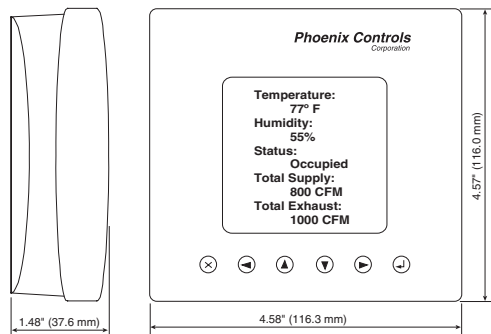 Phoenix Controls
Corporation
Temperature:
77° F
Humidity:
55%
Status:
Occupied
Total Supply:
800 CFM
Total Exhaust:
1000 CFM
4.57" (116.0 mm)
1.48" (37.6 mm)
4.58" (116.3 mm)